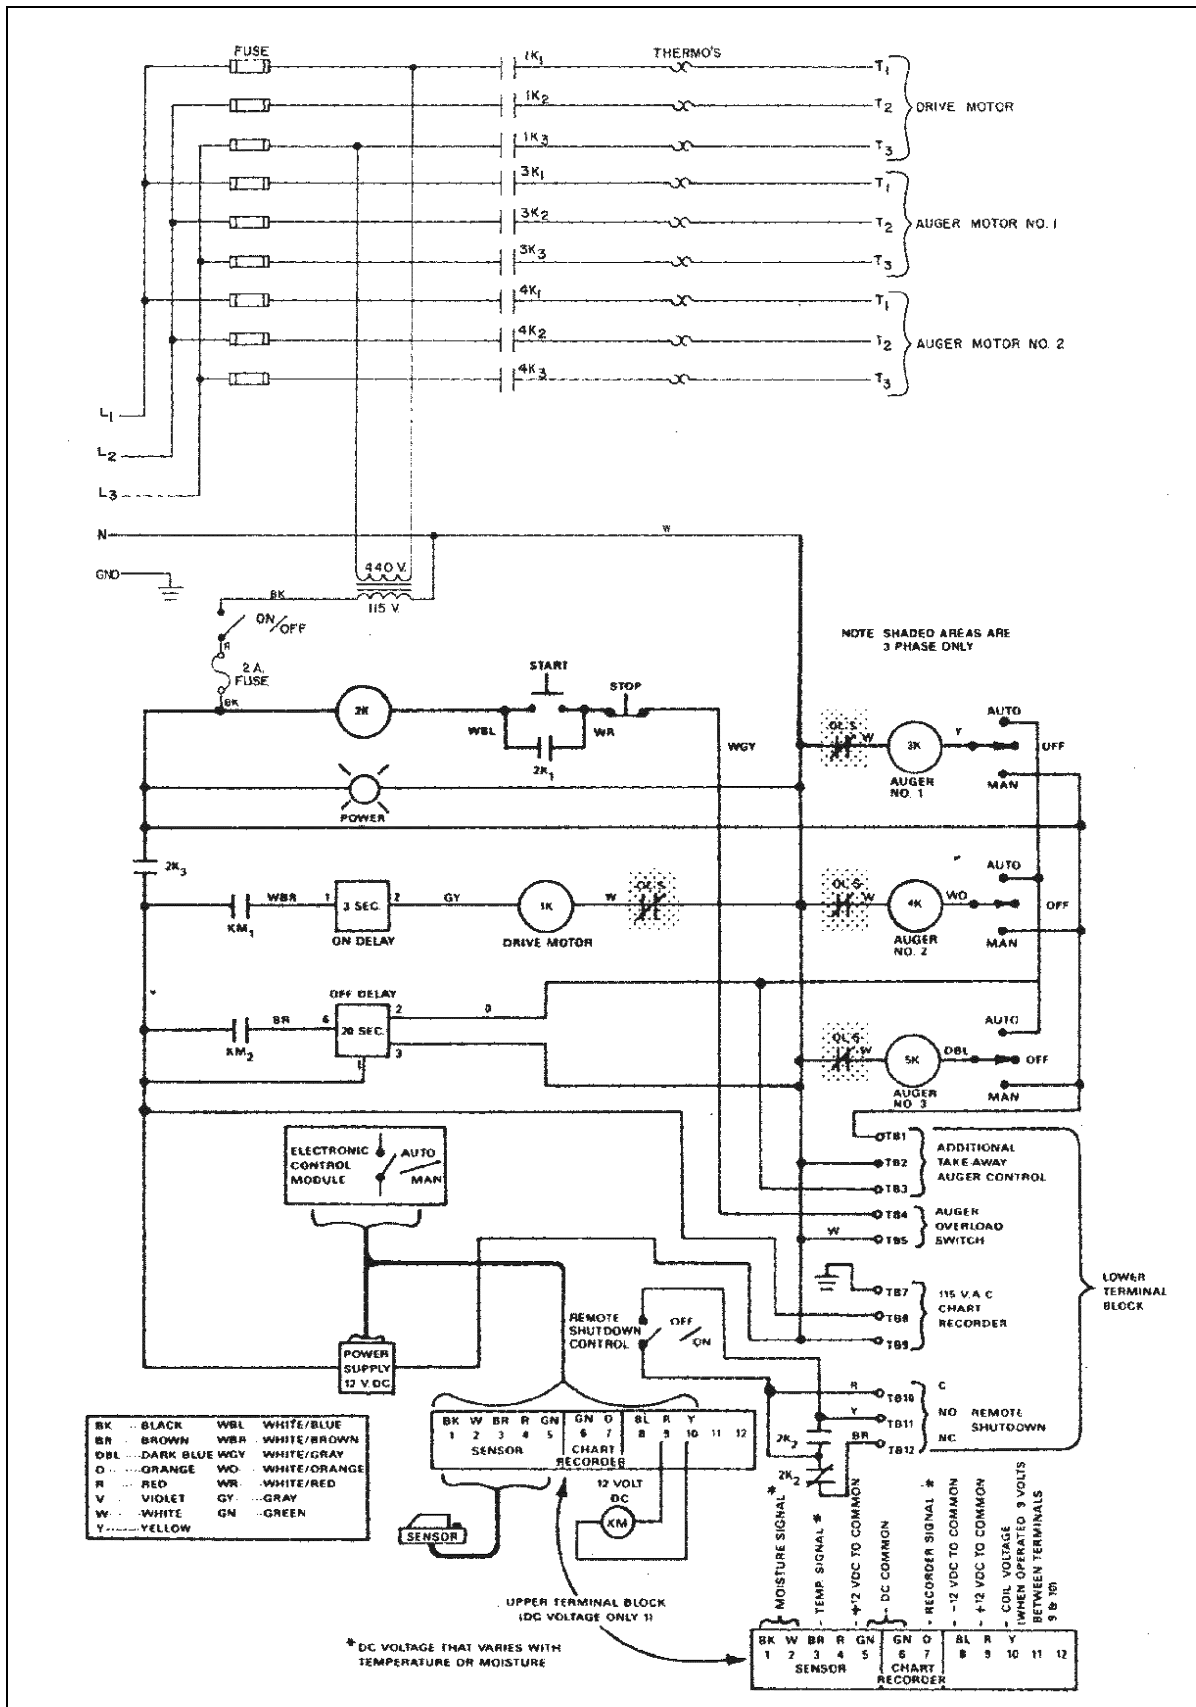 FUSE
THERMO'S
1K1
T1
1K2
T2
DRIVE MOTOR
1K3
T3
3K1
T1
3K2
T2
AUGER MOTOR NO. 1
3K3
T3
4K1
T1
4K2
T2
AUGER MOTOR NO. 2
4K3
T3
L1
L2
L3
N
W
GND
440 V.
115 V.
BK
ON/OFF
R
2 A.
FUSE
BK
NOTE SHADED AREAS ARE
3 PHASE ONLY
START
STOP
2K
WBL
WR
2K1
WGY
OL'S
W
3K
Y
AUTO
OFF
MAN
AUGER
NO. 1
POWER
2K3
KM1
WBR
1
3 SEC.
2
ON DELAY
GY
1K
DRIVE MOTOR
W
OL'S
OL'S
W
4K
WO
AUTO
OFF
MAN
AUGER
NO. 2
OFF DELAY
KM2
BR
6
20 SEC.
2
3
1
O
OL'S
W
5K
DBL
AUTO
OFF
MAN
AUGER
NO. 3
ELECTRONIC
CONTROL
MODULE
AUTO
MAN
TB1
TB2
TB3
ADDITIONAL
TAKE-AWAY
AUGER CONTROL
TB4
W
TB5
AUGER
OVERLOAD
SWITCH
TB7
TB8
TB9
115 V.A.C
CHART
RECORDER
LOWER
TERMINAL
BLOCK
REMOTE
SHUTDOWN
CONTROL
OFF
/ON
POWER
SUPPLY
12 V.DC
R
TB10
C
Y
TB11
NO
BR
TB12
NC
REMOTE
SHUTDOWN
2K2
2K2
BK BLACK WBL WHITE/BLUE
BR BROWN WBR WHITE/BROWN
DBL DARK BLUE WGY WHITE/GRAY
O ORANGE WO WHITE/ORANGE
R RED WR WHITE/RED
V VIOLET GY GRAY
W WHITE GN GREEN
Y YELLOW
BK W BR R GN GN O BL R Y
1 2 3 4 5 6 7 8 9 10 11 12
SENSOR
CHART
RECORDER
12 VOLT
DC
KM
SENSOR
UPPER TERMINAL BLOCK
(DC VOLTAGE ONLY !)
* DC VOLTAGE THAT VARIES WITH
TEMPERATURE OR MOISTURE
MOISTURE SIGNAL *
- TEMP. SIGNAL *
- +12 VDC TO COMMON
- DC COMMON
- RECORDER SIGNAL *
- -12 VDC TO COMMON
- +12 VDC TO COMMON
- COIL VOLTAGE
(WHEN OPERATED 9 VOLTS
BETWEEN TERMINALS
9 & 10)
BK W BR R GN GN O BL R Y
1 2 3 4 5 6 7 8 9 10 11 12
SENSOR
CHART
RECORDER